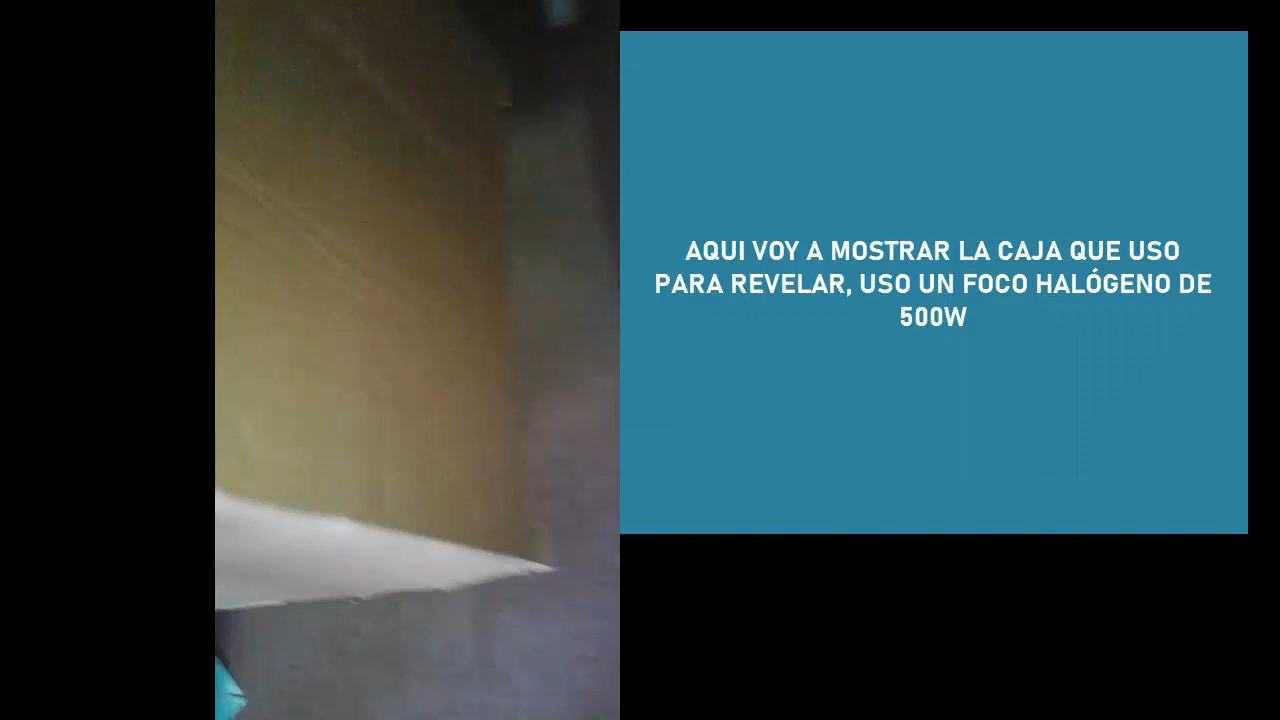 AQUI VOY A MOSTRAR LA CAJA QUE USO
PARA REVELAR, USO UN FOCO HALÓGENO DE
500W